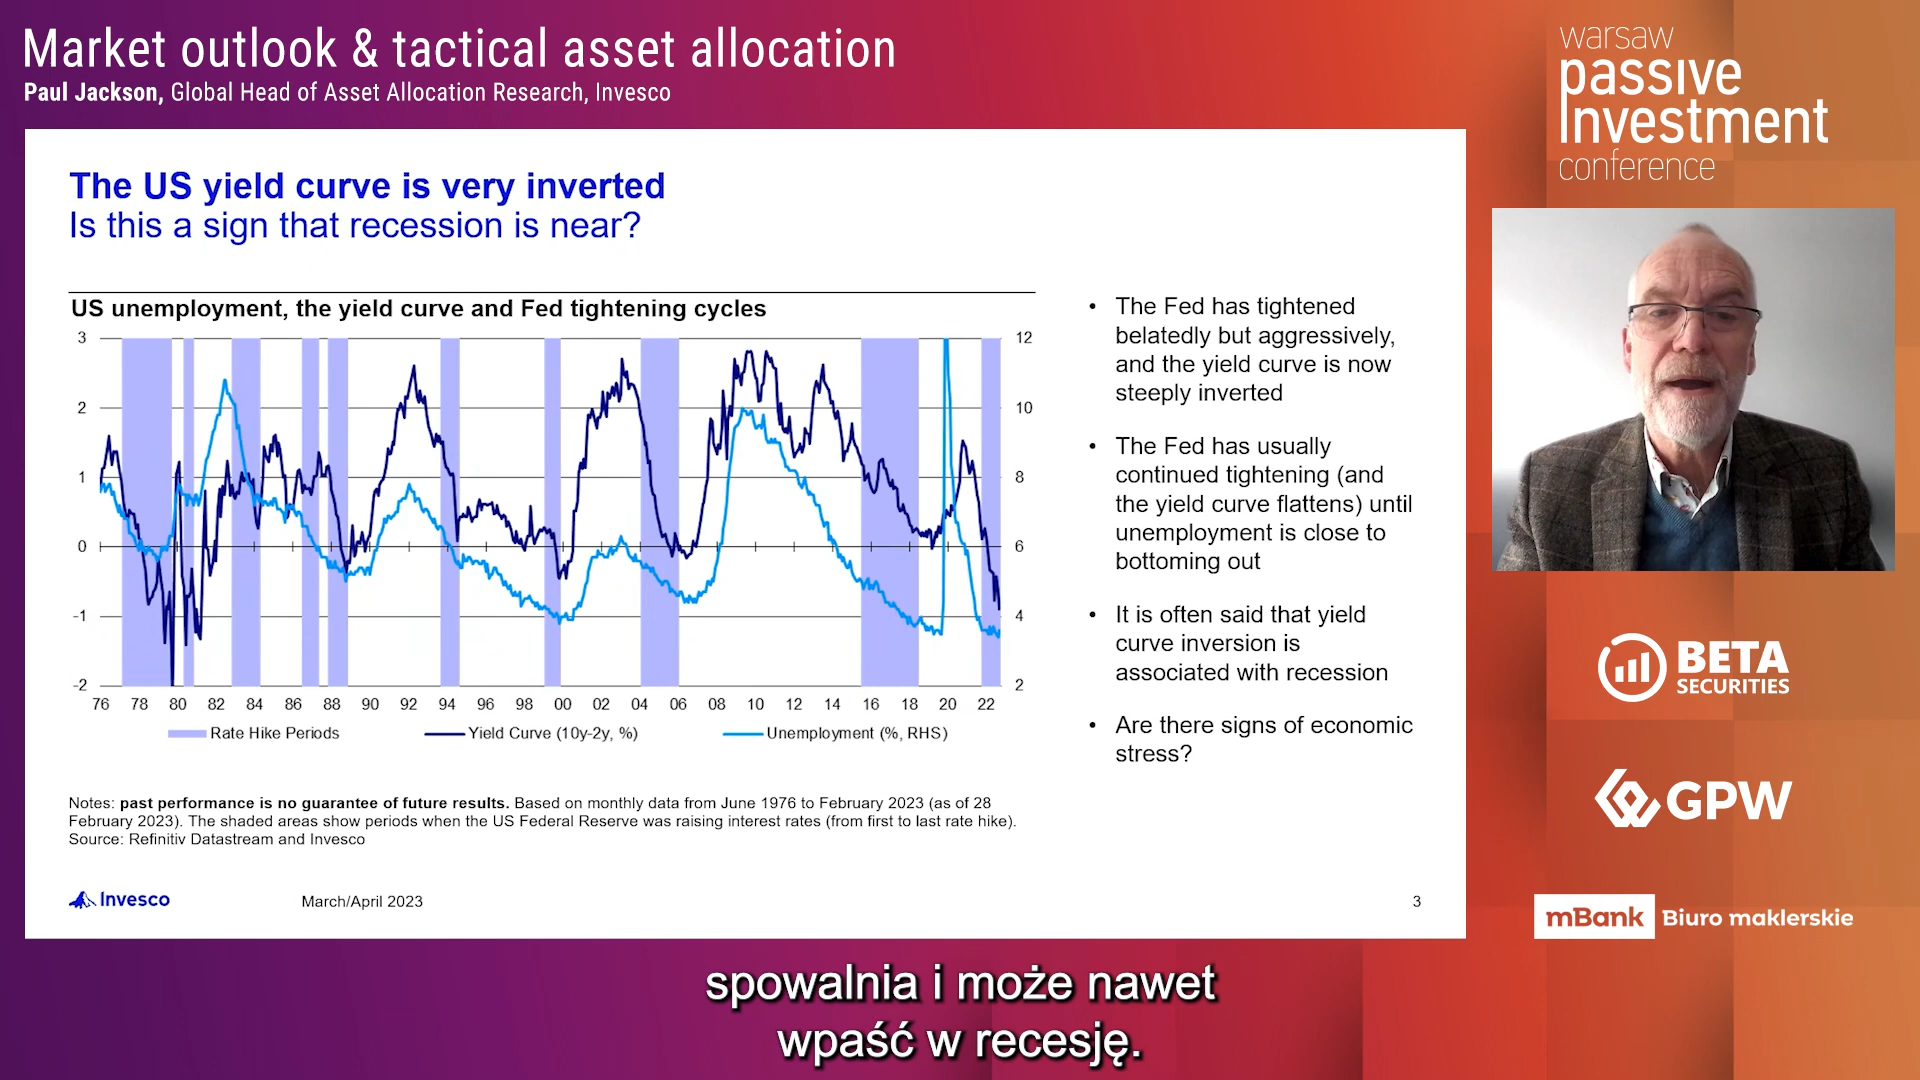 Market outlook & tactical asset allocation
Paul Jackson, Global Head of Asset Allocation Research, Invesco
warsaw
passive
Investment
conference
The US yield curve is very inverted
Is this a sign that recession is near?
US unemployment, the yield curve and Fed tightening cycles
3
2
1
0
-1
-2
12
10
8
6
4
2
76 78 80 82 84 86 88 90 92 94 96 98 00 02 04 06 08 10 12 14 16 18 20 22
Rate Hike Periods
Yield Curve (10y-2y, %)
Unemployment (%, RHS)
• The Fed has tightened
belatedly but aggressively,
and the yield curve is now
steeply inverted
• The Fed has usually
continued tightening (and
the yield curve flattens) until
unemployment is close to
bottoming out
• It is often said that yield
curve inversion is
associated with recession
• Are there signs of economic
stress?
Notes: past performance is no guarantee of future results. Based on monthly data from June 1976 to February 2023 (as of 28
February 2023). The shaded areas show periods when the US Federal Reserve was raising interest rates (from first to last rate hike).
Source: Refinitiv Datastream and Invesco
Invesco
March/April 2023
3
BETA
SECURITIES
GPW
mBank Biuro maklerskie
spowalnia i może nawet
wpaść w recesję.